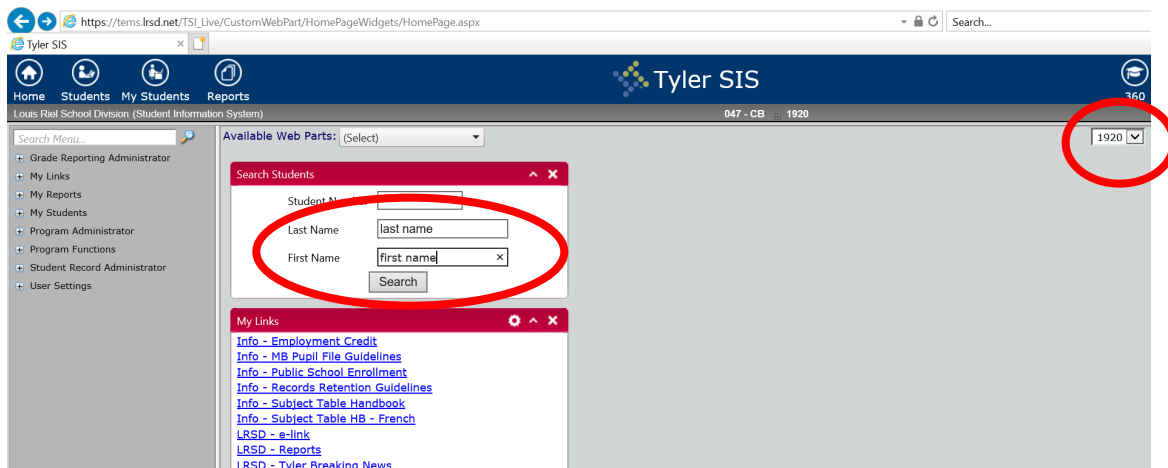 https://tems.lrsd.net/TSI_Live/CustomWebPart/HomePageWidgets/HomePage.aspx
Search...
Tyler SIS
Home Students My Students Reports
Tyler SIS
360
Louis Riel School Division (Student Information System)
047 - CB 1920
Search Menu...
Available Web Parts: (Select)
1920
Grade Reporting Administrator
My Links
My Reports
My Students
Program Administrator
Program Functions
Student Record Administrator
User Settings
Search Students
Student Number
Last Name last name
First Name first name
Search
My Links
Info - Employment Credit
Info - MB Pupil File Guidelines
Info - Public School Enrollment
Info - Records Retention Guidelines
Info - Subject Table Handbook
Info - Subject Table HB - French
LRSD - e-link
LRSD - Reports
LRSD - Tyler Breaking News